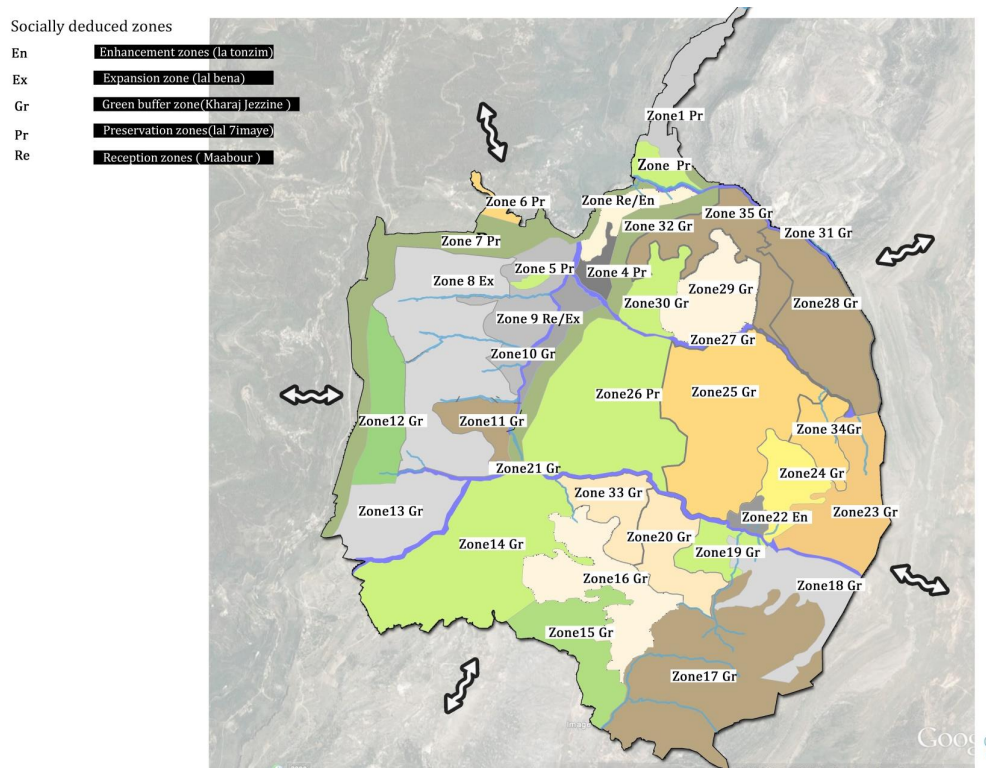 Socially deduced zones
En Enhancement zones (la tonzim)
Ex Expansion zone (lal bena)
Gr Green buffer zone(Kharaj Jezzine )
Pr Preservation zones(lal 7imaye)
Re Reception zones ( Maabour )
Zone1 Pr
Zone Pr
Zone 6 Pr
Zone Re/En
Zone 35 Gr
Zone 32 Gr
Zone 31 Gr
Zone 7 Pr
Zone 5 Pr
Zone 4 Pr
Zone 8 Ex
Zone29 Gr
Zone30 Gr
Zone28 Gr
Zone 9 Re/Ex
Zone27 Gr
Zone10 Gr
Zone26 Pr
Zone25 Gr
Zone12 Gr
Zone11 Gr
Zone 34Gr
Zone21 Gr
Zone24 Gr
Zone 33 Gr
Zone13 Gr
Zone22 En
Zone23 Gr
Zone20 Gr
Zone14 Gr
Zone19 Gr
Zone16 Gr
Zone18 Gr
Zone15 Gr
Zone17 Gr
Goog